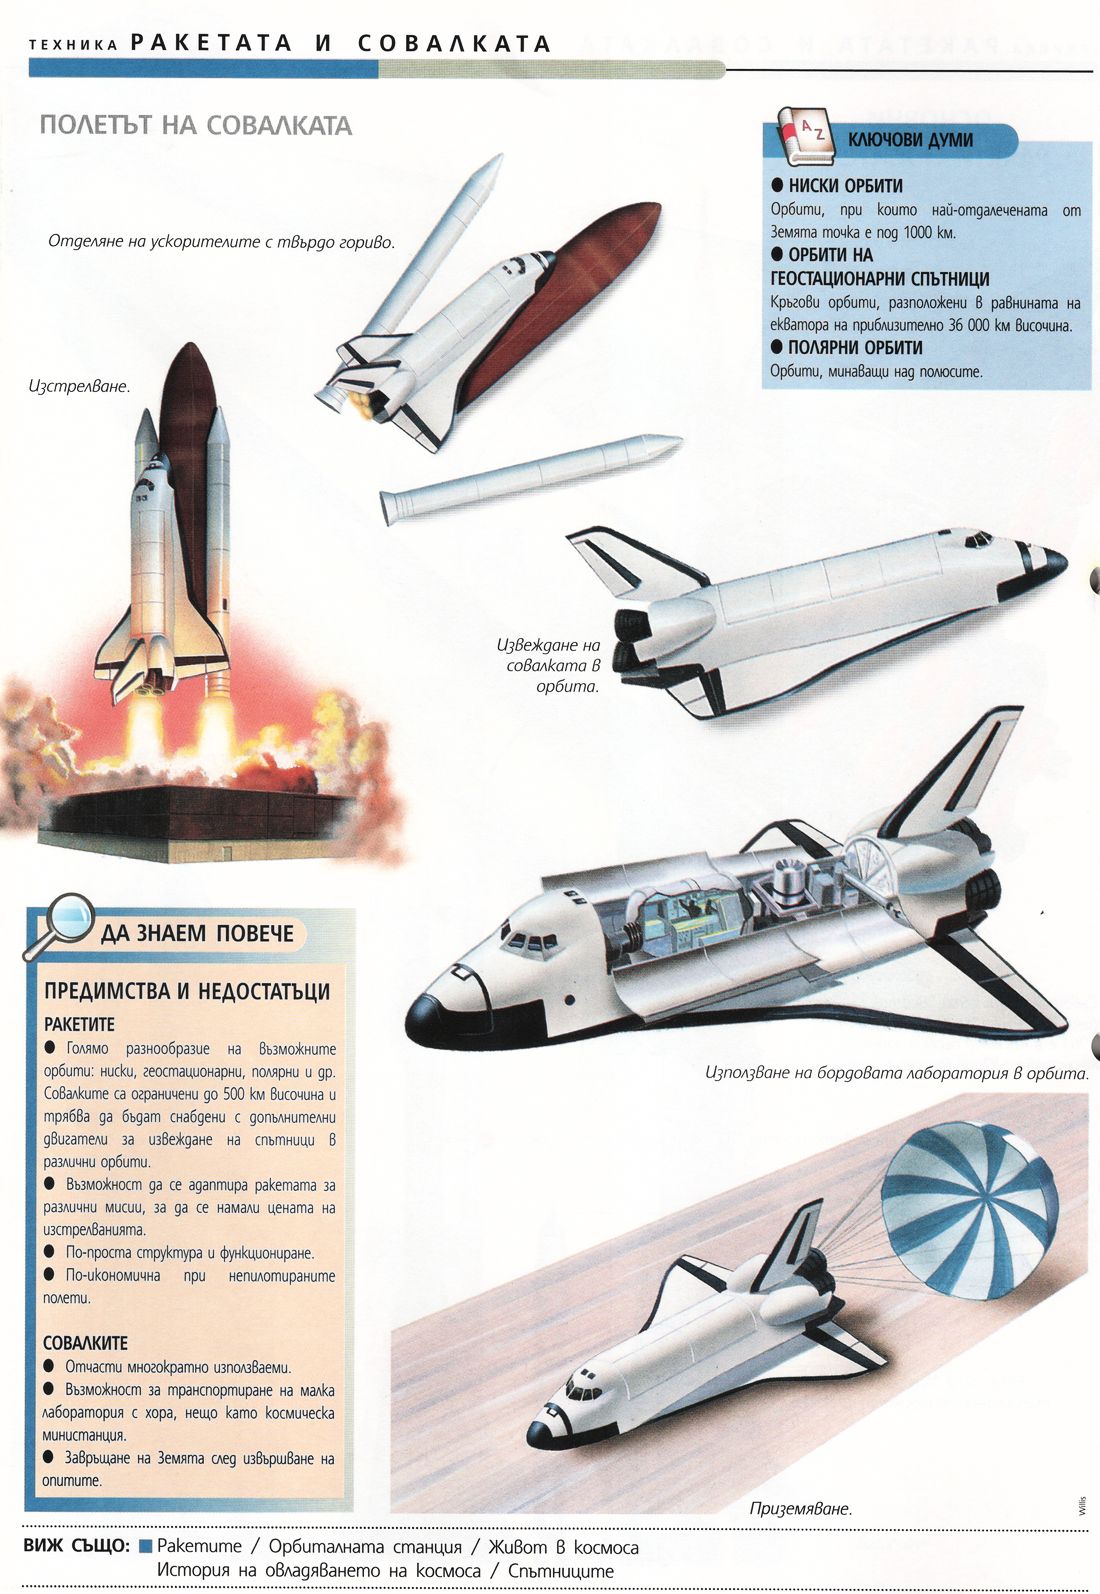 ТЕХНИКА РАКЕТАТА И СОВАЛКАТА
ПОЛЕТЪТ НА СОВАЛКАТА
Отделяне на ускорителите с твърдо гориво.
Изстрелване.
КЛЮЧОВИ ДУМИ
● НИСКИ ОРБИТИ
Орбити, при които най-отдалечената от
Земята точка е под 1000 км.
● ОРБИТИ НА
ГЕОСТАЦИОНАРНИ СПЪТНИЦИ
Кръгови орбити, разположени в равнината на
екватора на приблизително 36 000 км височина.
● ПОЛЯРНИ ОРБИТИ
Орбити, минаващи над полюсите.
Извеждане на
совалката в
орбита.
Използване на бордовата лаборатория в орбита.
ДА ЗНАЕМ ПОВЕЧЕ
ПРЕДИМСТВА И НЕДОСТАТЪЦИ
РАКЕТИТЕ
● Голямо разнообразие на възможните
орбити: ниски, геостационарни, полярни и др.
Совалките са ограничени до 500 км височина и
трябва да бъдат снабдени с допълнителни
двигатели за извеждане на спътници в
различни орбити.
● Възможност да се адаптира ракетата за
различни мисии, за да се намали цената на
изстрелванията.
● По-проста структура и функциониране.
● По-икономична при непилотираните
полети.
СОВАЛКИТЕ
● Отчасти многократно използваеми.
● Възможност за транспортиране на малка
лаборатория с хора, нещо като космическа
министанция.
● Завръщане на Земята след извършване на
опитите.
Приземяване.
Willis
ВИЖ СЪЩО: ■ Ракетите / Орбиталната станция / Живот в космоса
История на овладяването на космоса / Спътниците